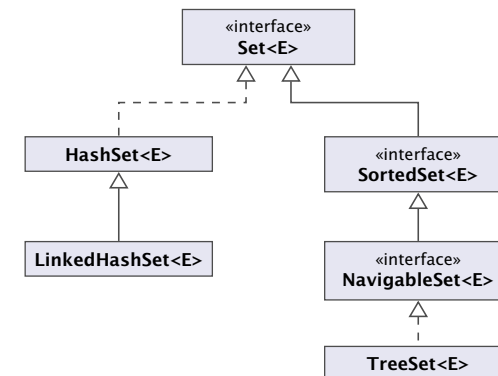 «interface»
Set<E>
HashSet<E>
«interface»
SortedSet<E>
LinkedHashSet<E>
«interface»
NavigableSet<E>
TreeSet<E>